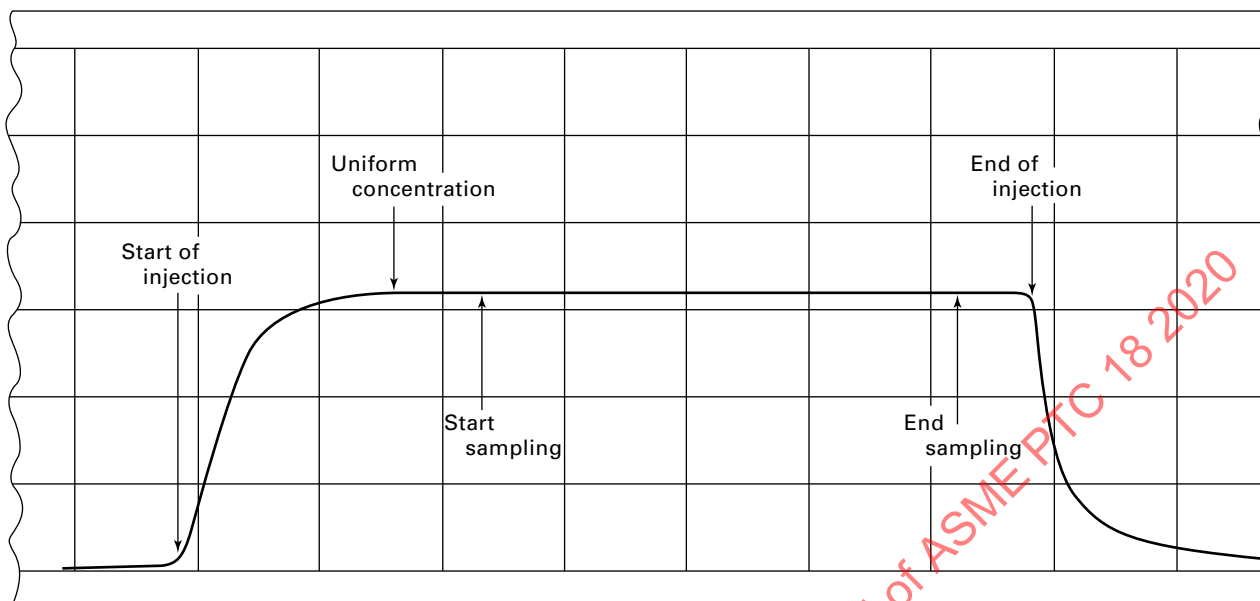 Uniform
concentration
End of
injection
Start of
injection
Start
sampling
End
sampling
of ASME PTC 18 2020